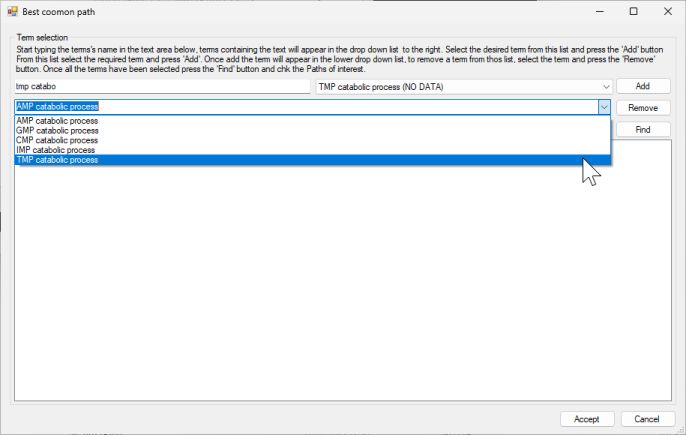 Best coomon path
Term selection
Start typing the terms's name in the text area below, terms containing the text will appear in the drop down list to the right. Select the desired term from this list and press the 'Add' button
From this list select the required term and press 'Add'. Once add the term will appear in the lower drop down list, to remove a term from thos list, select the term and press the 'Remove'
button. Once all the terms have been selected press the 'Find' button and chk the Paths of interest.
tmp catabo TMP catabolic process (NO DATA) Add
AMP catabolic process Remove
AMP catabolic process
GMP catabolic process Find
CMP catabolic process
IMP catabolic process
TMP catabolic process
Accept Cancel